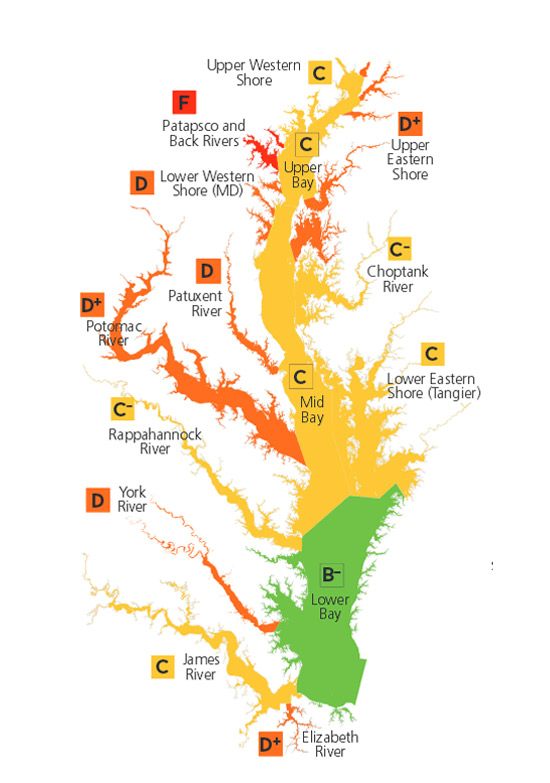 Upper Western
Shore
C
F
Patapsco and
Back Rivers
D+
Upper
Eastern
Shore
C
Upper
Bay
D
Lower Western
Shore (MD)
C-
Choptank
River
D
Patuxent
River
D+
Potomac
River
C
Lower Eastern
Shore (Tangier)
C
Mid
Bay
C-
Rappahannock
River
D
York
River
B-
Lower
Bay
C
James
River
D+
Elizabeth
River